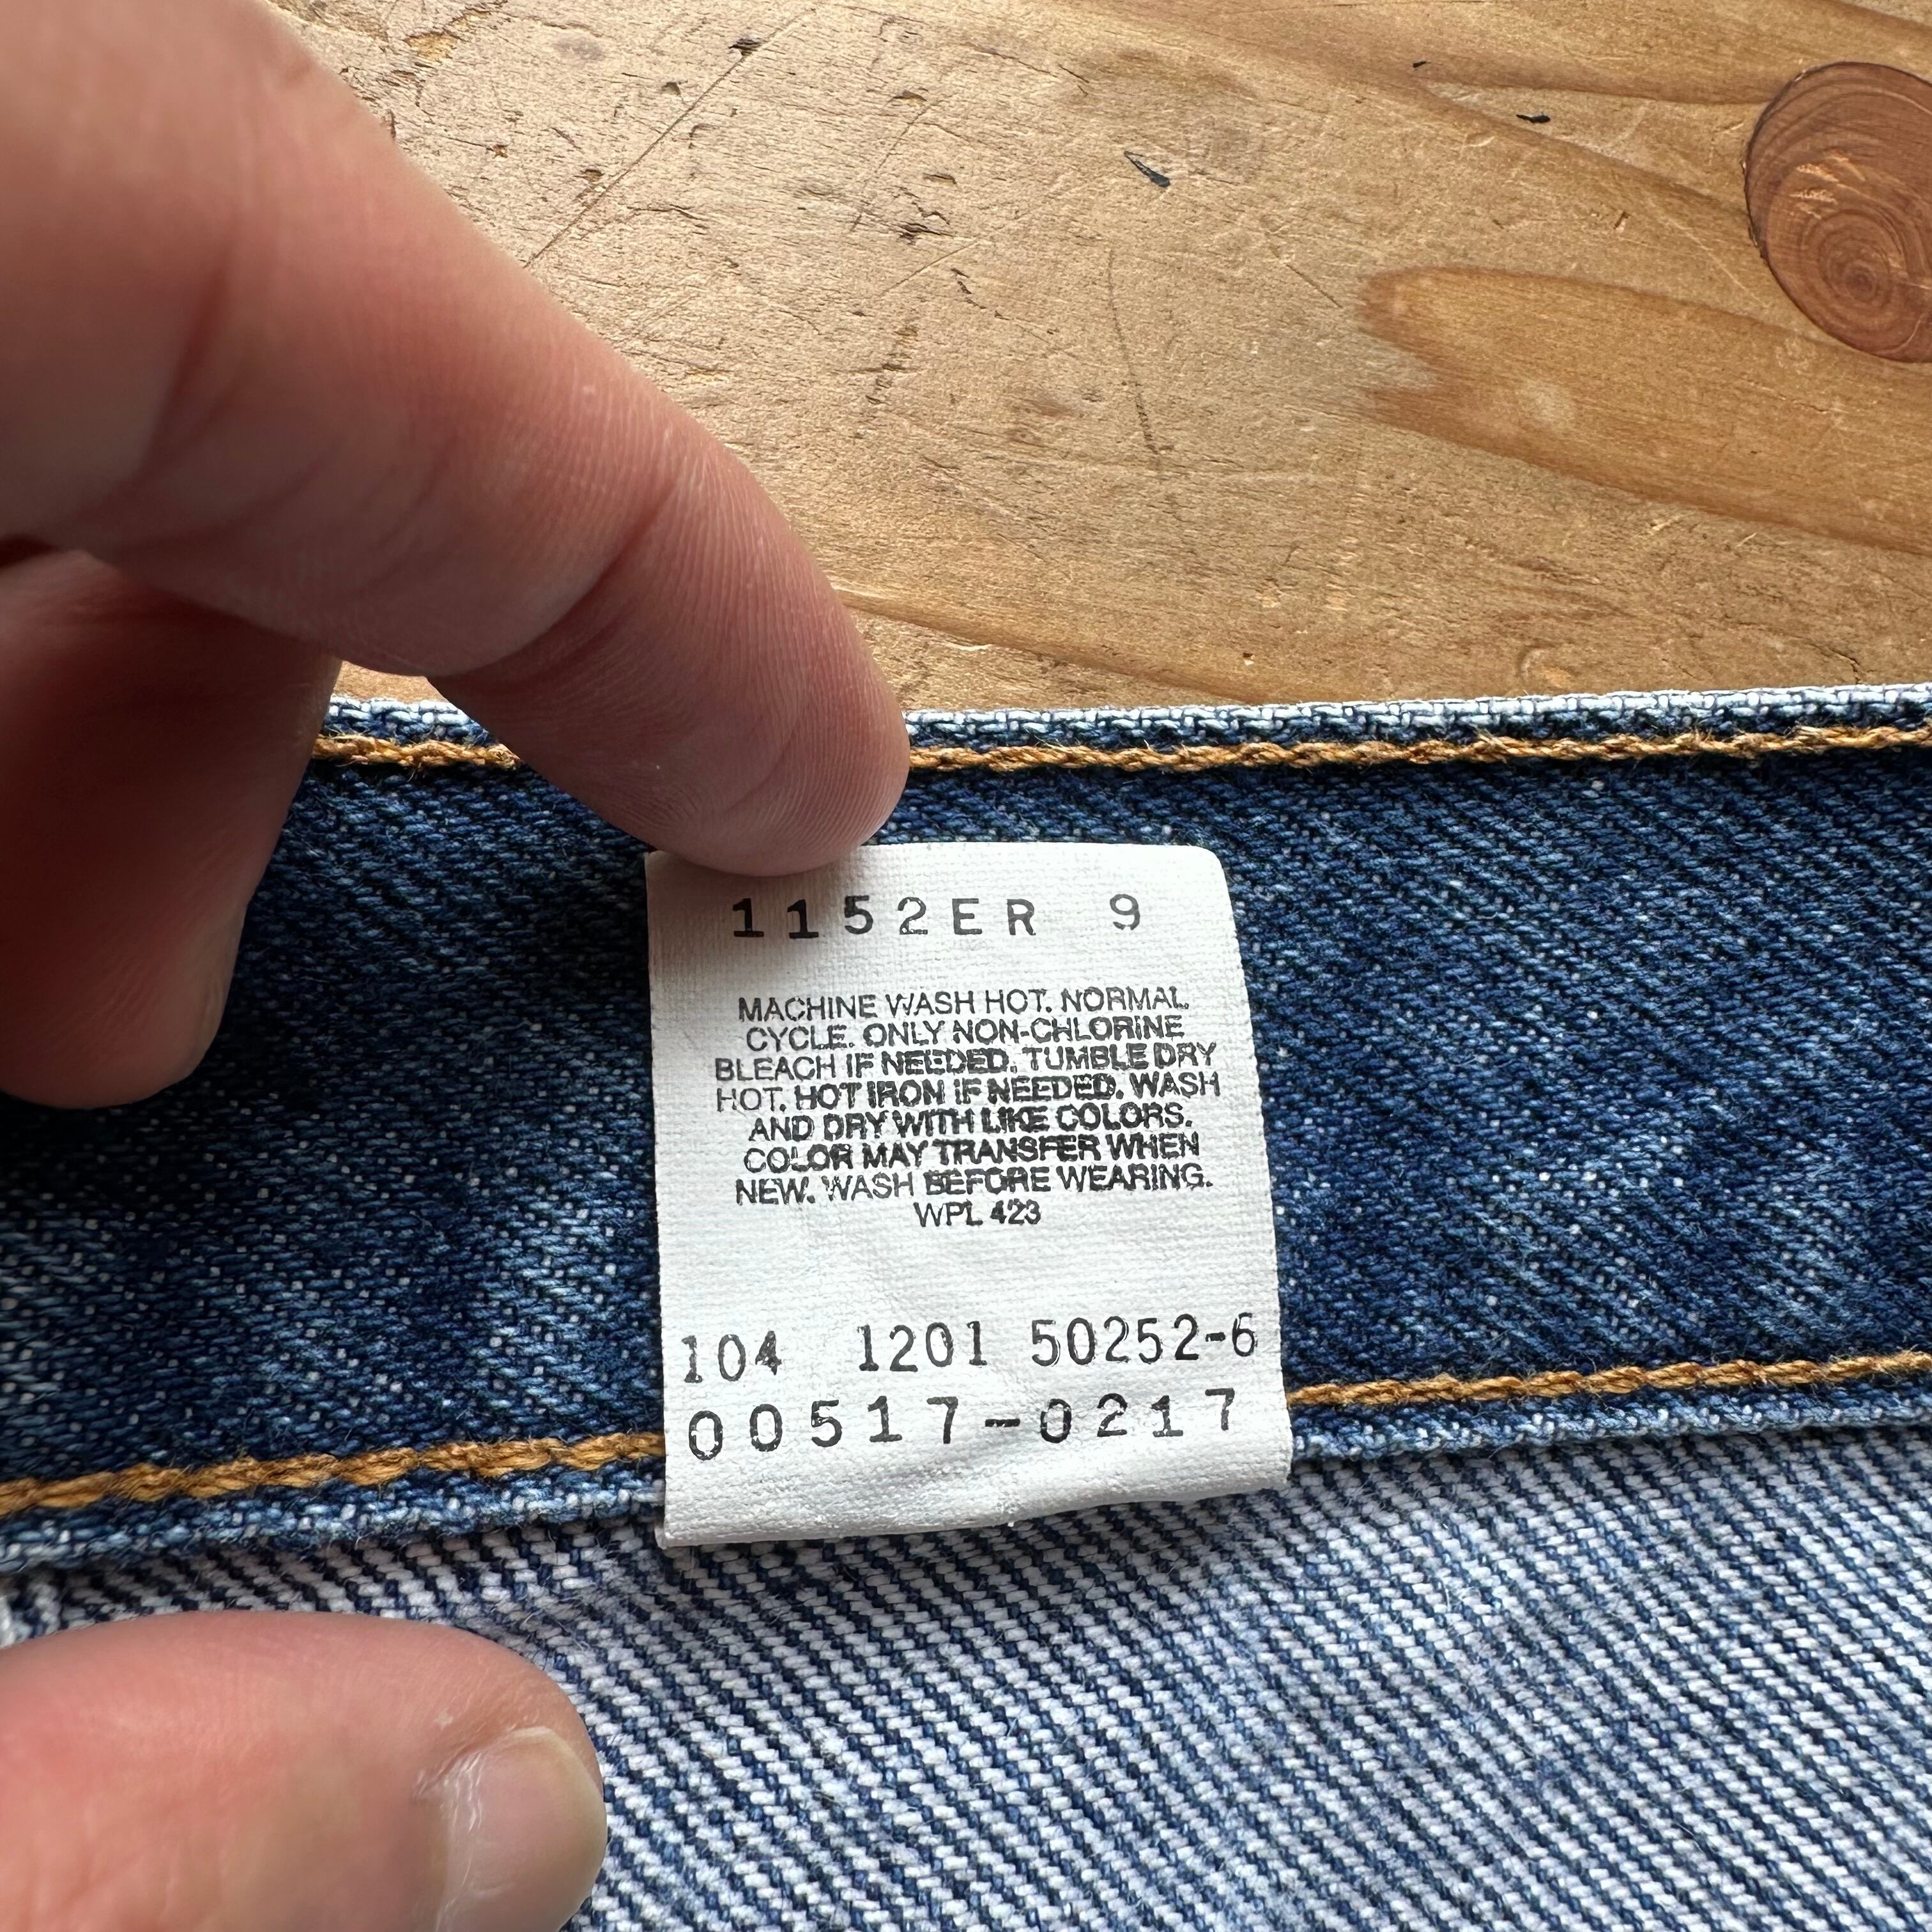 1152ER 9
MACHINE WASH HOT. NORMAL
CYCLE. ONLY NON-CHLORINE
BLEACH IF NEEDED. TUMBLE DRY
HOT. HOT IRON IF NEEDED. WASH
AND DRY WITH LIKE COLORS.
COLOR MAY TRANSFER WHEN
NEW. WASH BEFORE WEARING.
WPL 423
104 1201 50252-6
00517-0217